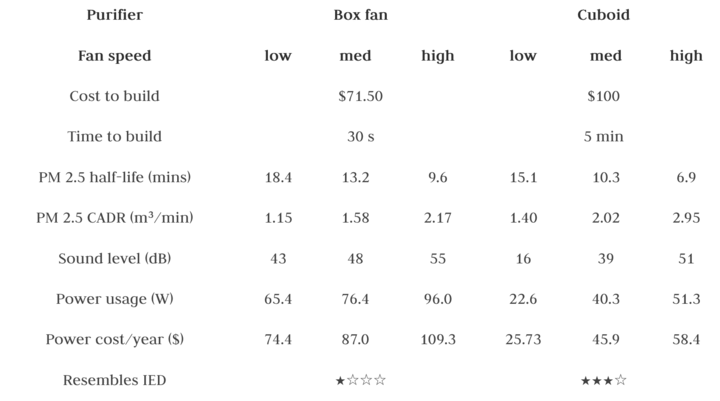 Purifier Box fan Cuboid
Fan speed low med high low med high
Cost to build $71.50 $100
Time to build 30 s 5 min
PM 2.5 half-life (mins) 18.4 13.2 9.6 15.1 10.3 6.9
PM 2.5 CADR (m³/min) 1.15 1.58 2.17 1.40 2.02 2.95
Sound level (dB) 43 48 55 16 39 51
Power usage (W) 65.4 76.4 96.0 22.6 40.3 51.3
Power cost/year ($) 74.4 87.0 109.3 25.73 45.9 58.4
Resembles IED ★☆☆☆ ★★★☆